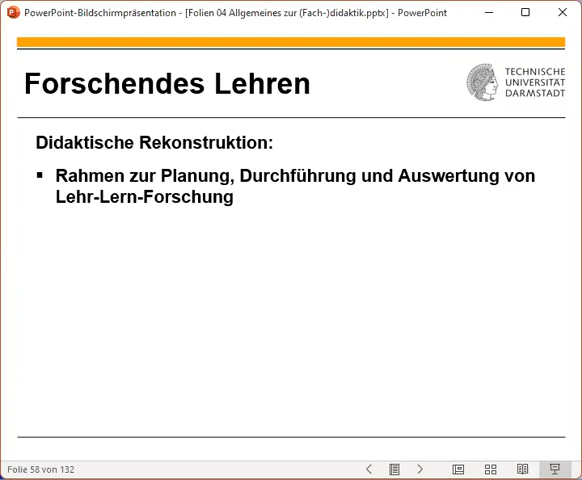 PowerPoint-Bildschirmpräsentation - [Folien 04 Allgemeines zur (Fach-)didaktik.pptx] - PowerPoint
Forschendes Lehren
TECHNISCHE
UNIVERSITÄT
DARMSTADT
Didaktische Rekonstruktion:
▪ Rahmen zur Planung, Durchführung und Auswertung von
Lehr-Lern-Forschung
Folie 58 von 132